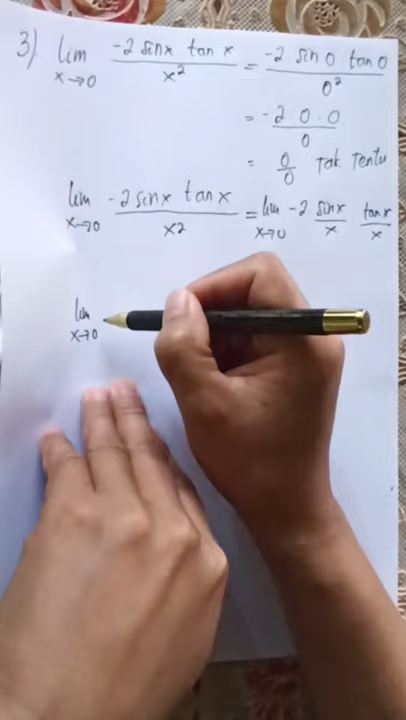 3) lim x→0 -2 sin x tan x / x² = -2 sin 0 · tan 0 / 0²
= -2 · 0 · 0 / 0
= 0/0 Tak Tentu
lim x→0 -2 sin x tan x / x² = lim x→0 -2 sin x / x · tan x / x
lim x→0